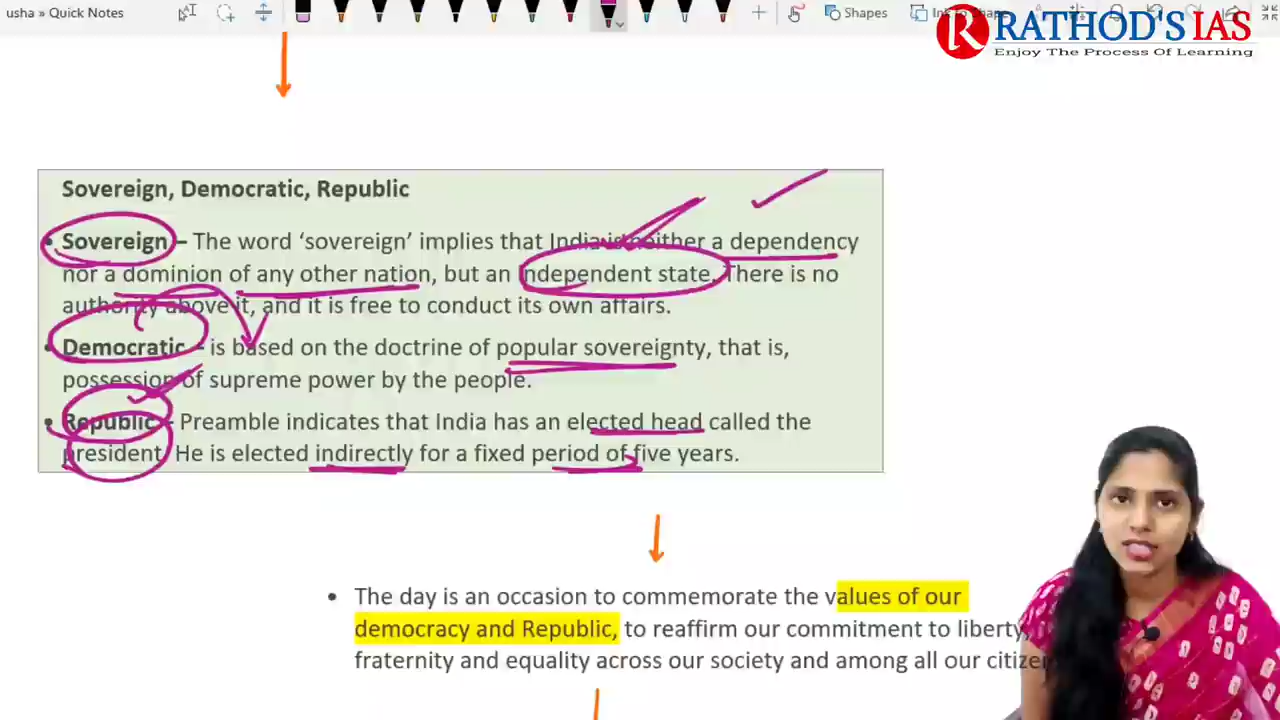 usha » Quick Notes
Shapes
RATHOD'S IAS
Enjoy The Process Of Learning
Sovereign, Democratic, Republic
• Sovereign – The word ‘sovereign’ implies that India is neither a dependency
nor a dominion of any other nation, but an independent state. There is no
authority above it, and it is free to conduct its own affairs.
• Democratic – is based on the doctrine of popular sovereignty, that is,
possession of supreme power by the people.
• Republic - Preamble indicates that India has an elected head called the
president. He is elected indirectly for a fixed period of five years.
• The day is an occasion to commemorate the values of our
democracy and Republic, to reaffirm our commitment to liberty,
fraternity and equality across our society and among all our